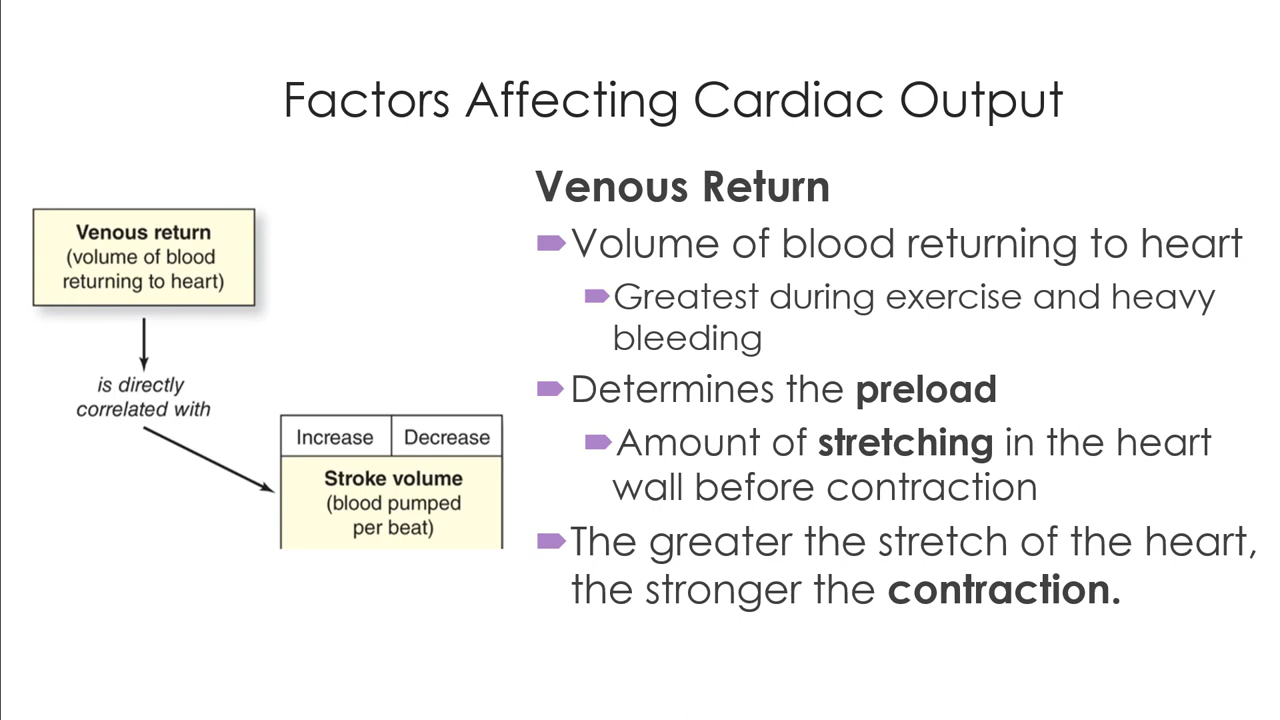 Factors Affecting Cardiac Output
Venous return
(volume of blood
returning to heart)
is directly
correlated with
Increase
Decrease
Stroke volume
(blood pumped
per beat)
Venous Return
Volume of blood returning to heart
Greatest during exercise and heavy
bleeding
Determines the preload
Amount of stretching in the heart
wall before contraction
The greater the stretch of the heart,
the stronger the contraction.